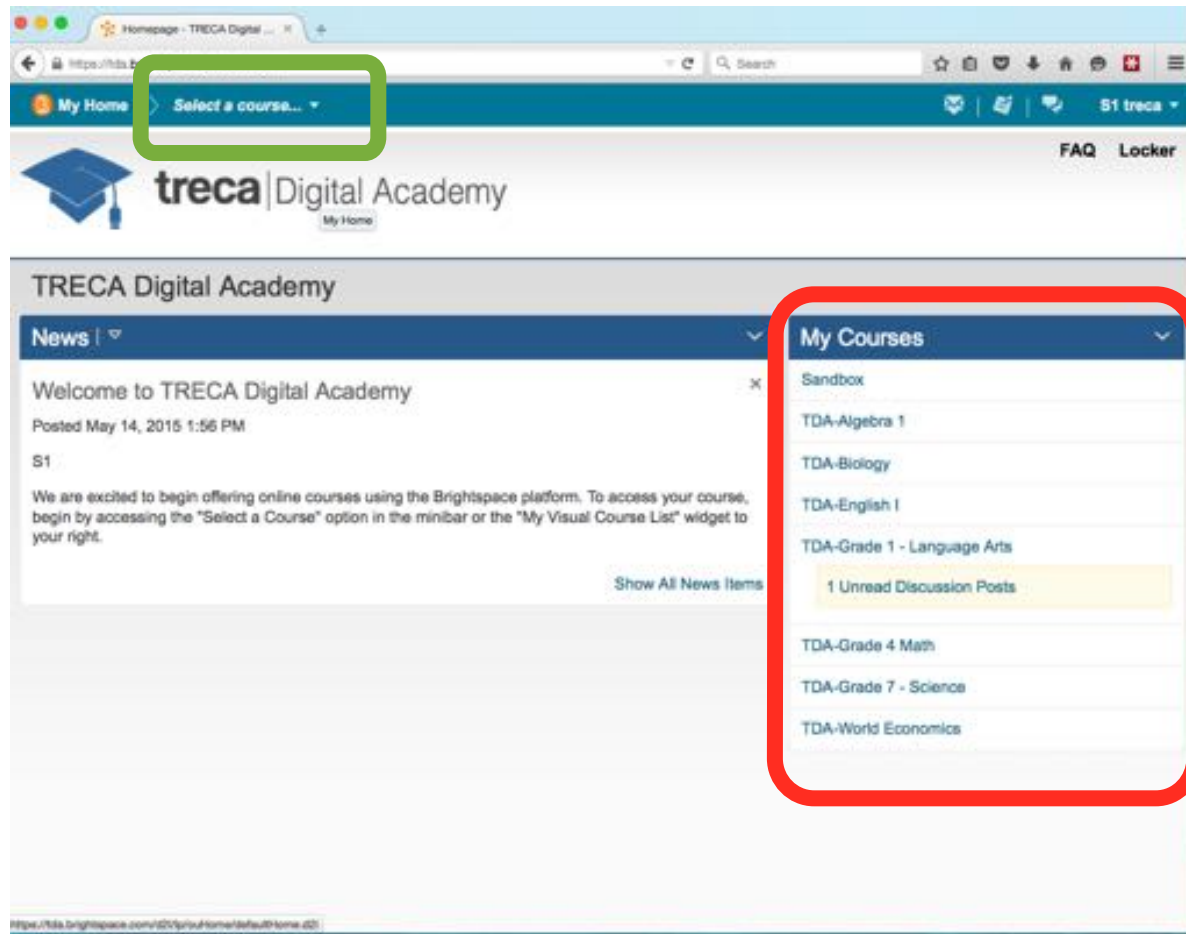 Homepage - TRECA Digital ...
Search
My Home
Select a course...
S1 treca
FAQ Locker
treca|Digital Academy
My Home
TRECA Digital Academy
News
Welcome to TRECA Digital Academy
Posted May 14, 2015 1:56 PM
S1
We are excited to begin offering online courses using the Brightspace platform. To access your course,
begin by accessing the "Select a Course" option in the minibar or the "My Visual Course List" widget to
your right.
Show All News Items
My Courses
Sandbox
TDA-Algebra 1
TDA-Biology
TDA-English I
TDA-Grade 1 - Language Arts
1 Unread Discussion Posts
TDA-Grade 4 Math
TDA-Grade 7 - Science
TDA-World Economics